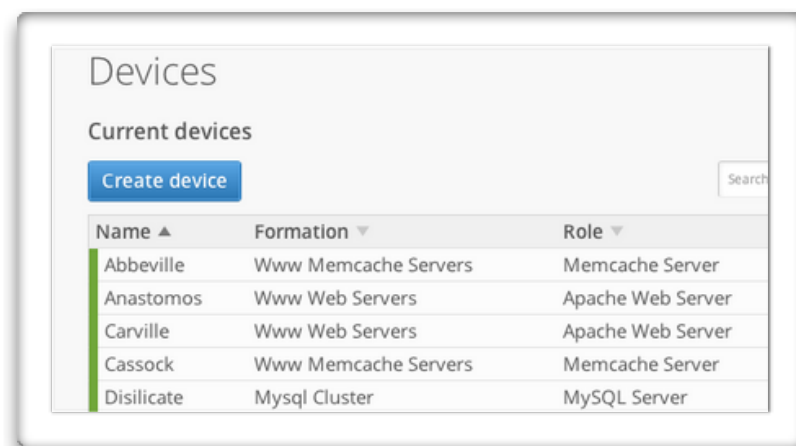 Devices
Current devices
Create device
Search
Name Formation Role
Abbeville Www Memcache Servers Memcache Server
Anastomos Www Web Servers Apache Web Server
Carville Www Web Servers Apache Web Server
Cassock Www Memcache Servers Memcache Server
Disilicate Mysql Cluster MySQL Server